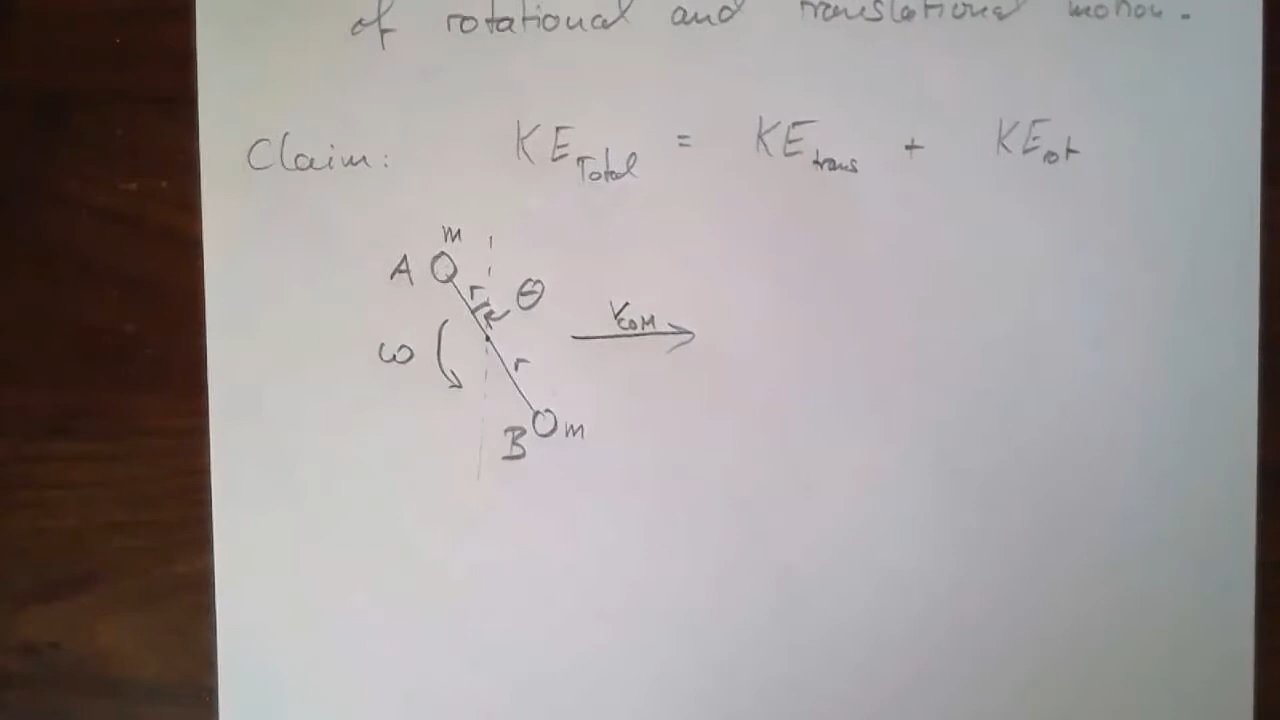 of rotational and translational motion.
Claim: KE_Total = KE_trans + KE_rot
m
A
r
θ
ω
V_COM
r
B
m